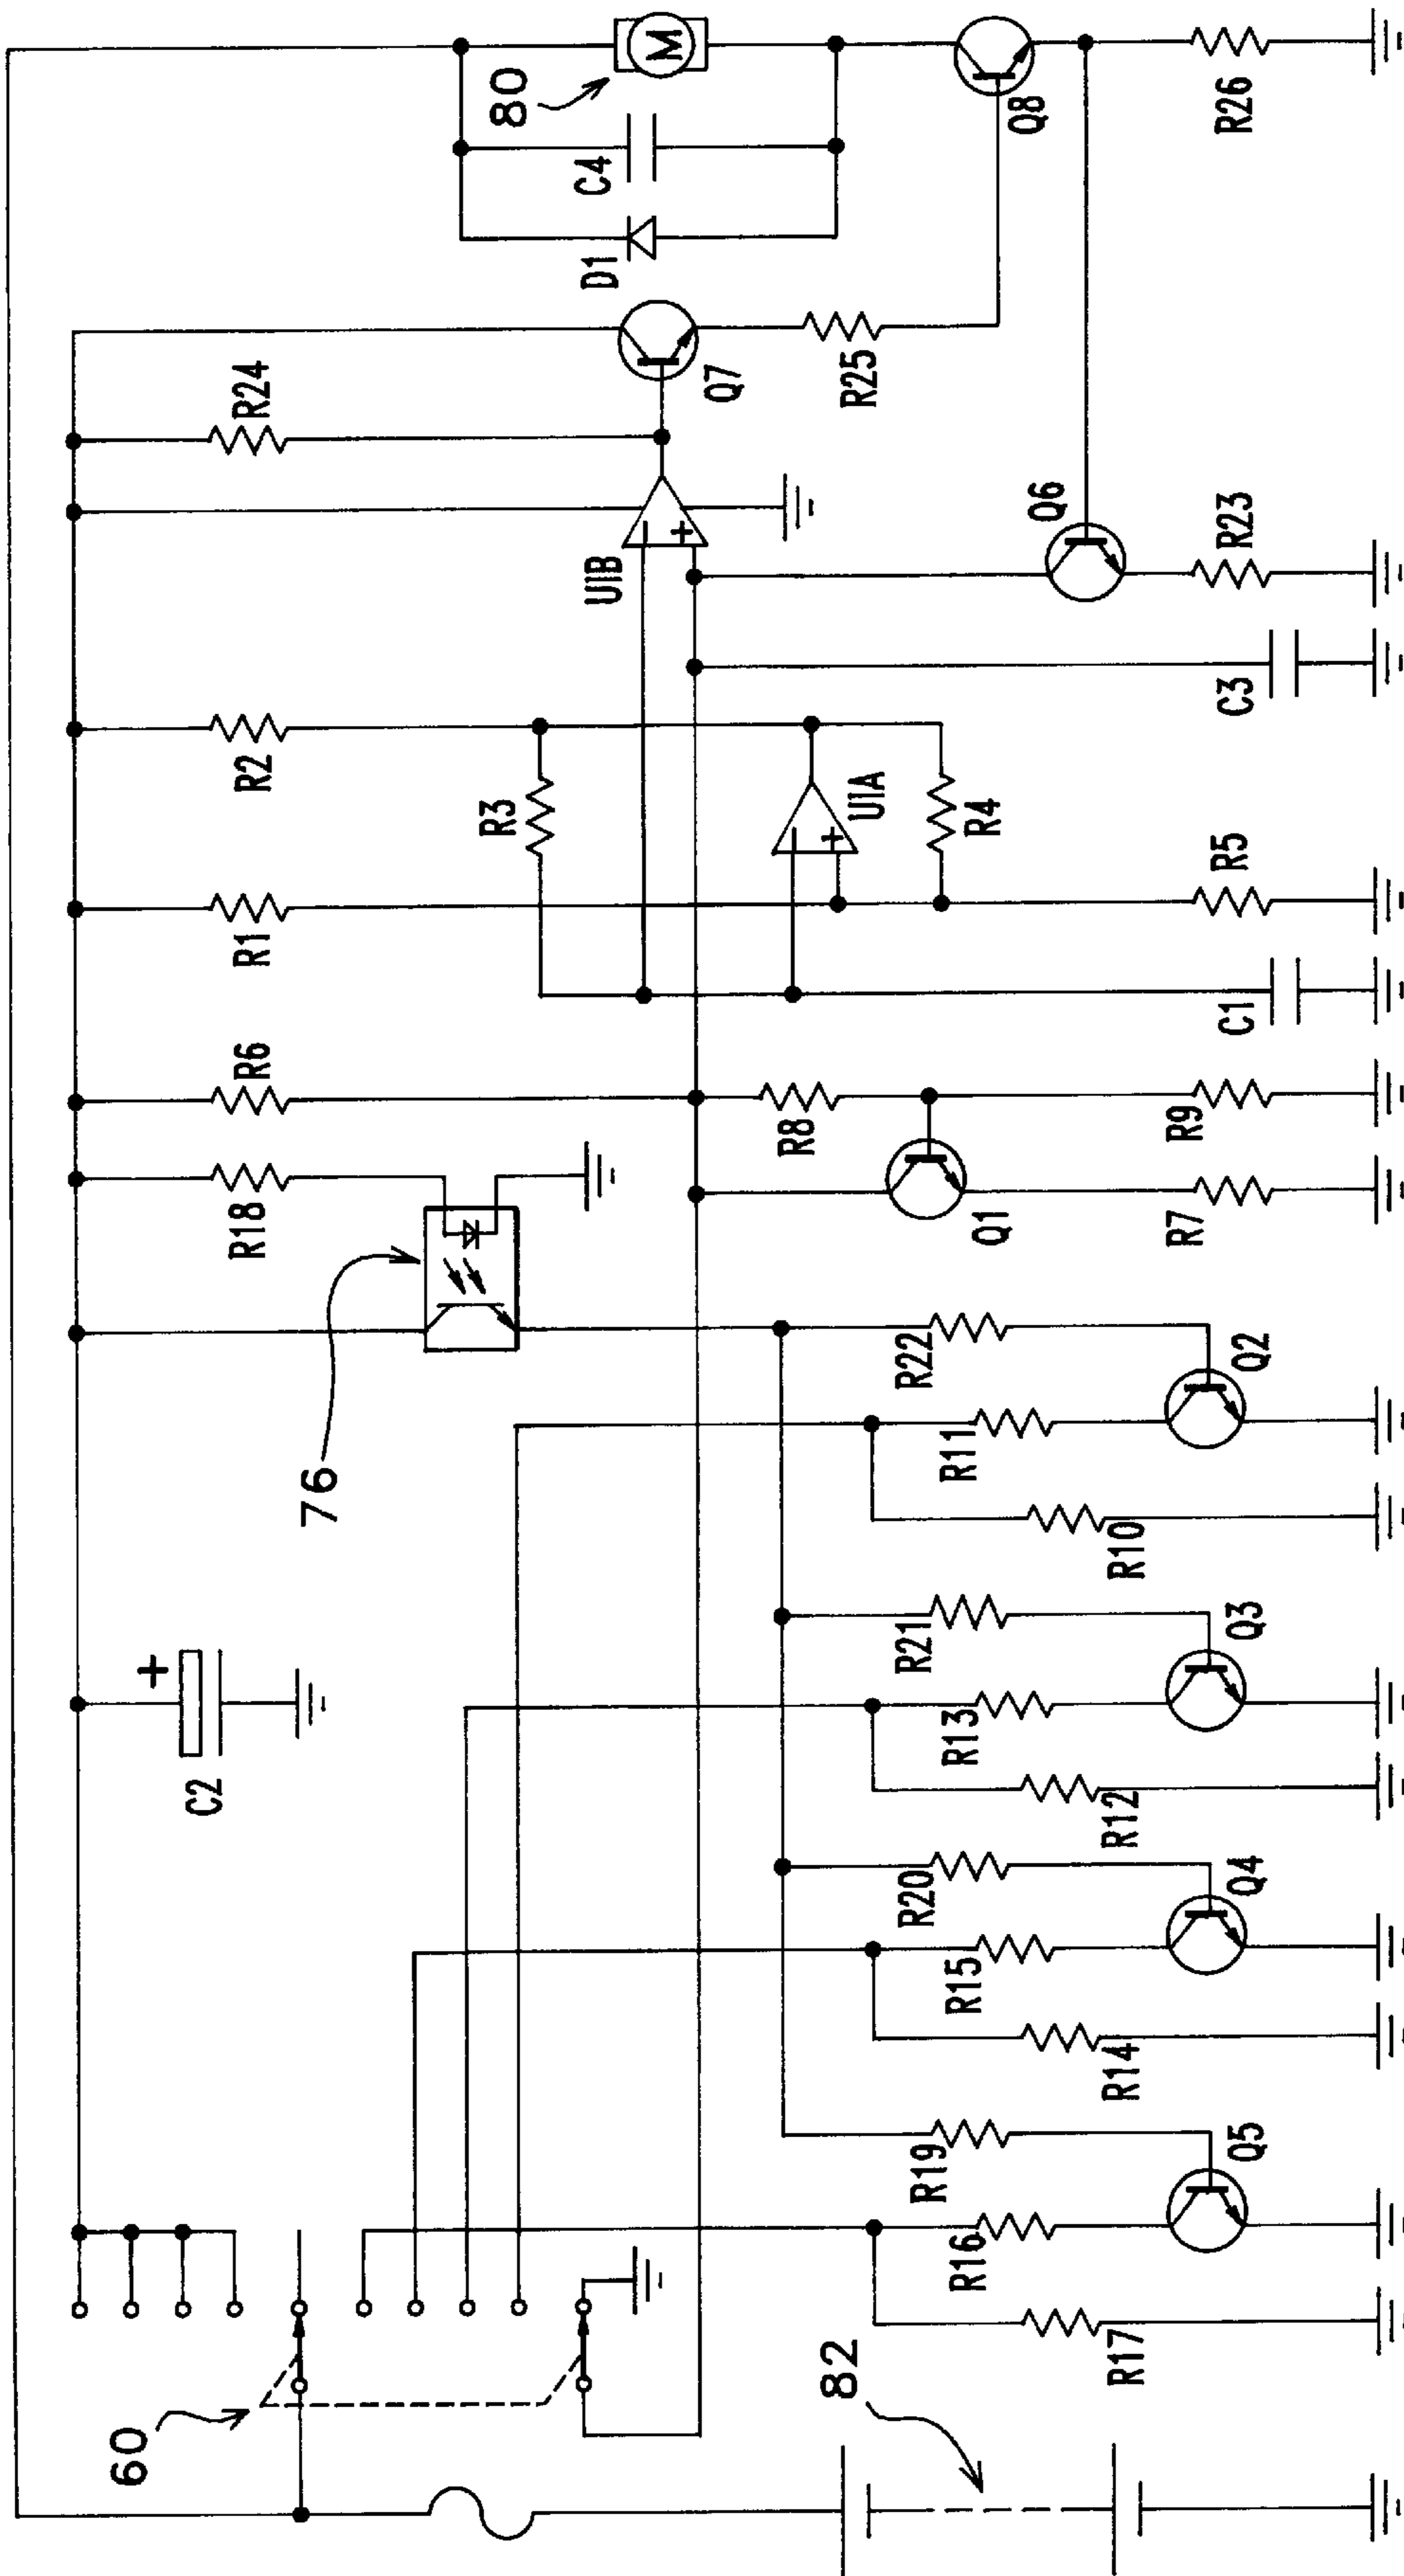 80
M
C4
D1
Q8
R26
R24
Q7
R25
U1B
+
Q6
R23
R2
R3
U1A
+
R4
C3
R1
R5
C1
R6
R8
R9
R18
Q1
R7
76
R22
R11
R10
Q2
+
C2
R21
R13
R12
Q3
R20
R15
R14
Q4
R19
R16
R17
Q5
60
82